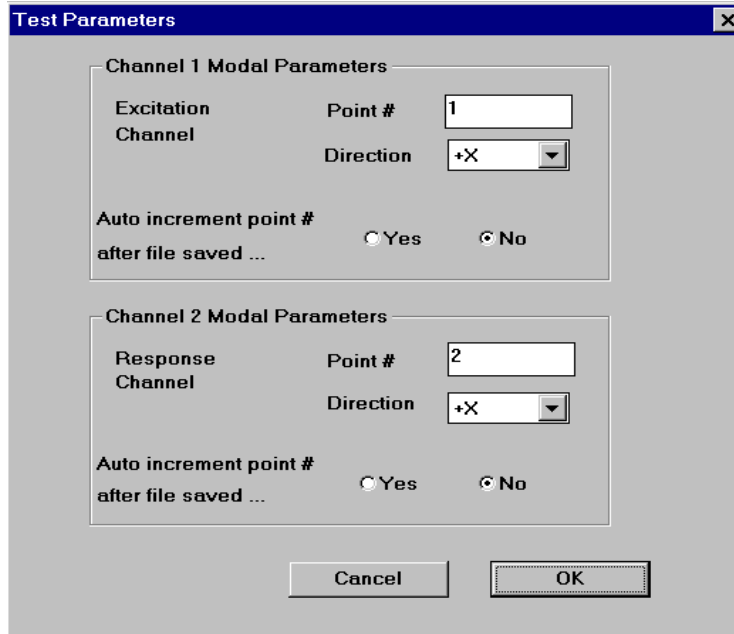 Test Parameters
Channel 1 Modal Parameters
Excitation
Channel
Point #
1
Direction
+X
Auto increment point #
after file saved ...
Yes
No
Channel 2 Modal Parameters
Response
Channel
Point #
2
Direction
+X
Auto increment point #
after file saved ...
Yes
No
Cancel
OK